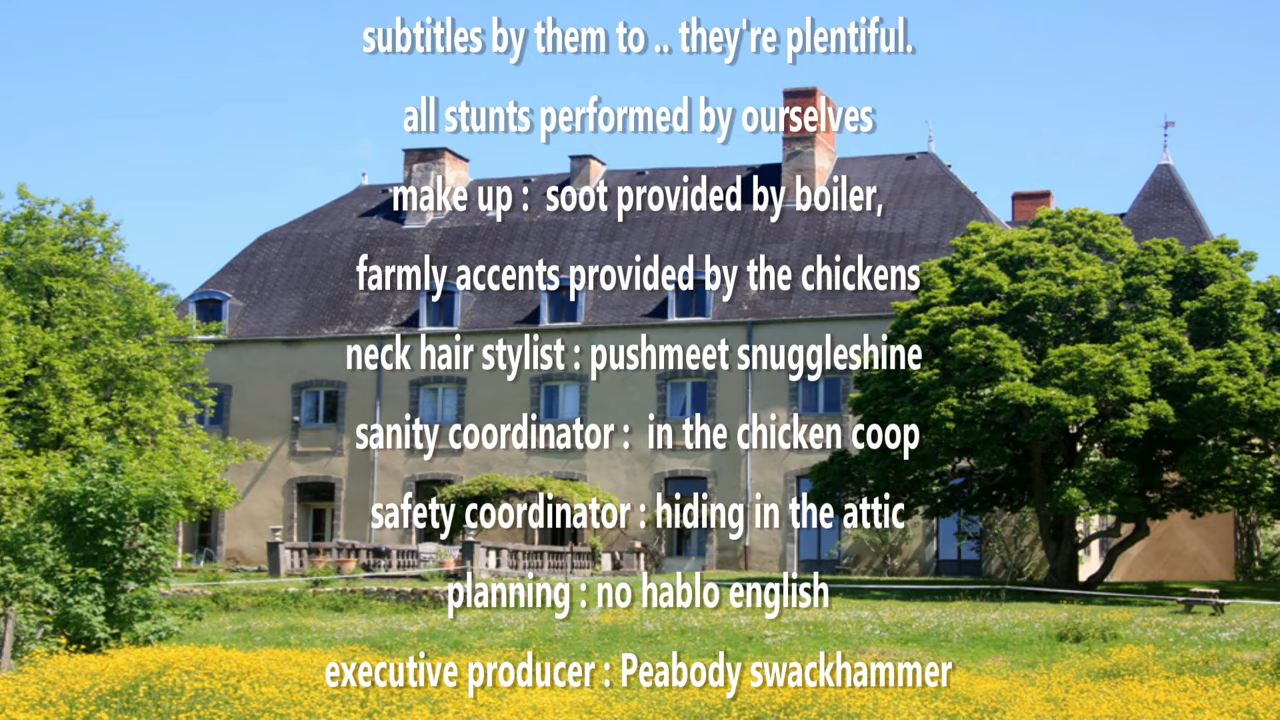 subtitles by them to .. they're plentiful.
all stunts performed by ourselves
make up :  soot provided by boiler,
farmly accents provided by the chickens
neck hair stylist : pushmeet snuggleshine
sanity coordinator :  in the chicken coop
safety coordinator : hiding in the attic
planning : no hablo english
executive producer : Peabody swackhammer